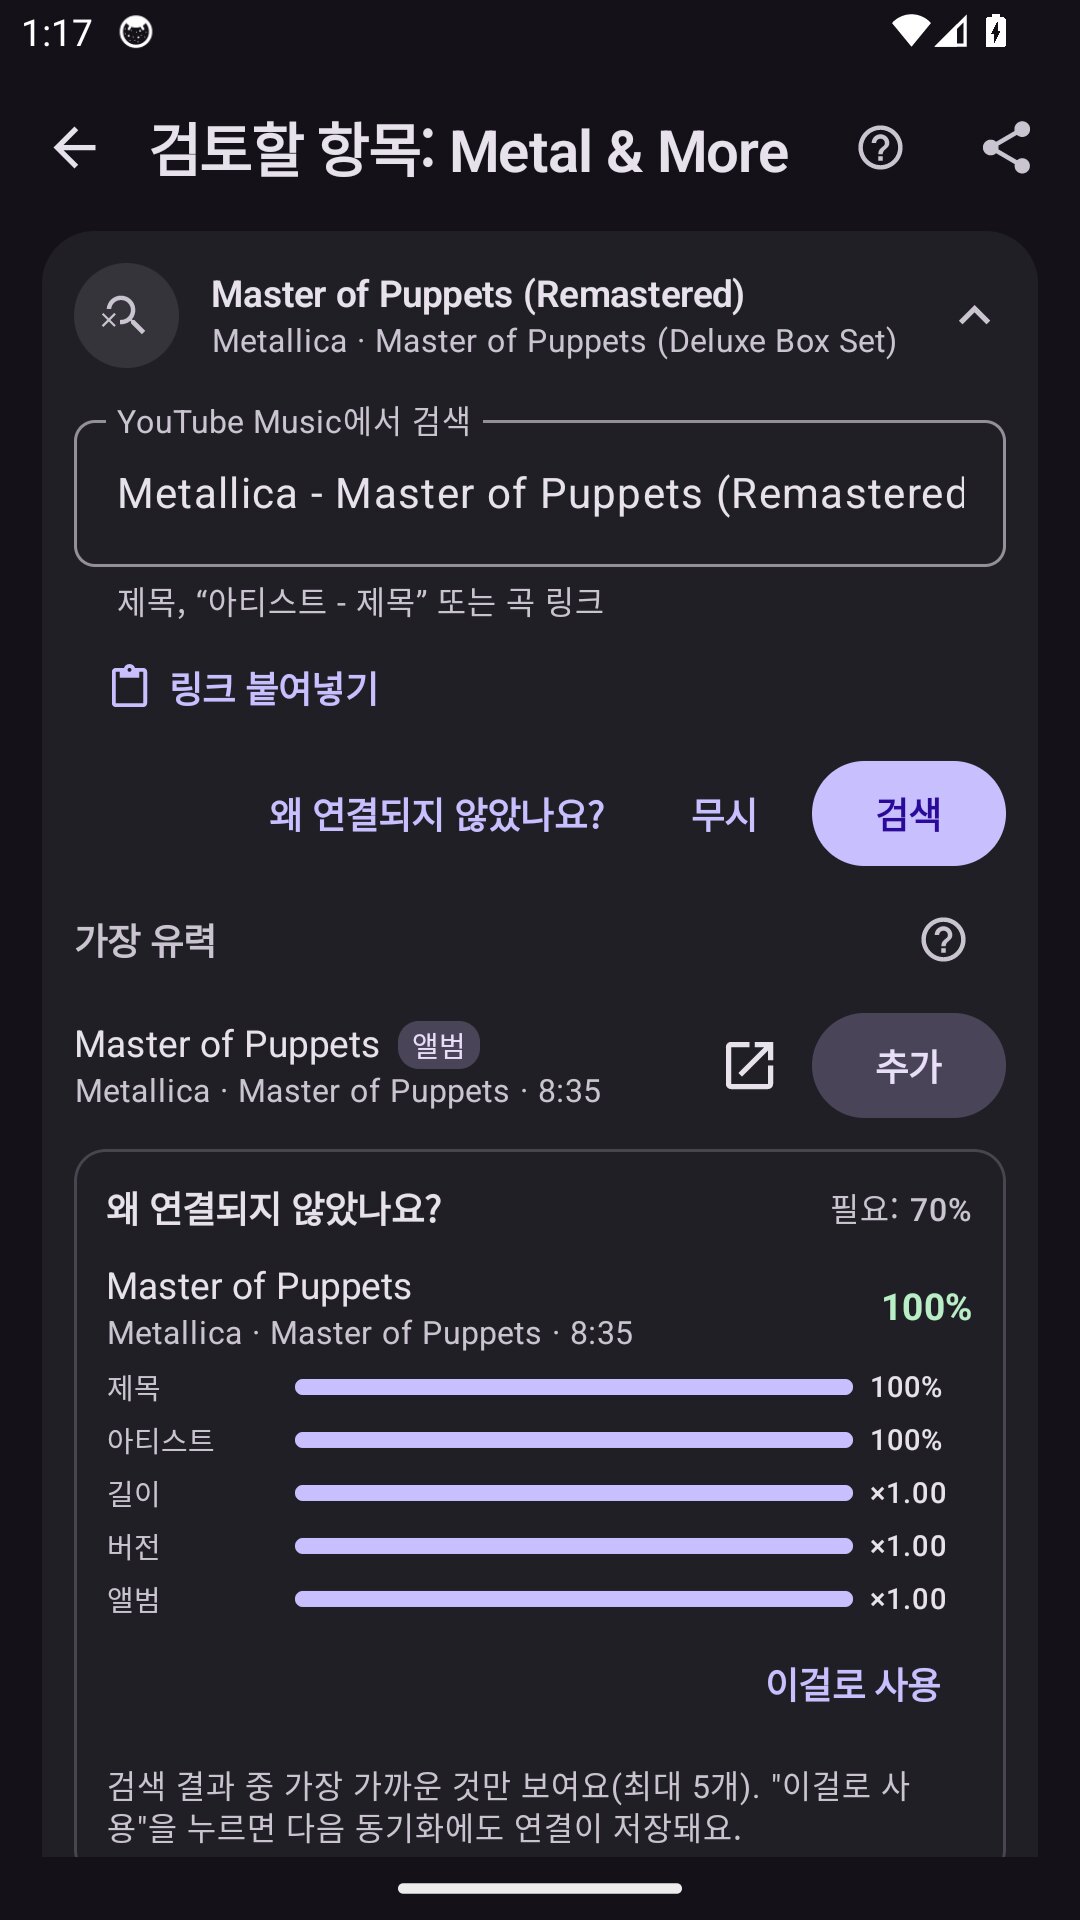 1:17
검토할 항목: Metal & More
Master of Puppets (Remastered)
Metallica · Master of Puppets (Deluxe Box Set)
YouTube Music에서 검색
Metallica - Master of Puppets (Remastered
제목, “아티스트 - 제목” 또는 곡 링크
링크 붙여넣기
왜 연결되지 않았나요? 무시 검색
가장 유력
Master of Puppets 앨범
Metallica · Master of Puppets · 8:35
추가
왜 연결되지 않았나요? 필요: 70%
Master of Puppets
Metallica · Master of Puppets · 8:35
100%
제목 100%
아티스트 100%
길이 ×1.00
버전 ×1.00
앨범 ×1.00
이걸로 사용
검색 결과 중 가장 가까운 것만 보여요(최대 5개). "이걸로 사
용"을 누르면 다음 동기화에도 연결이 저장돼요.